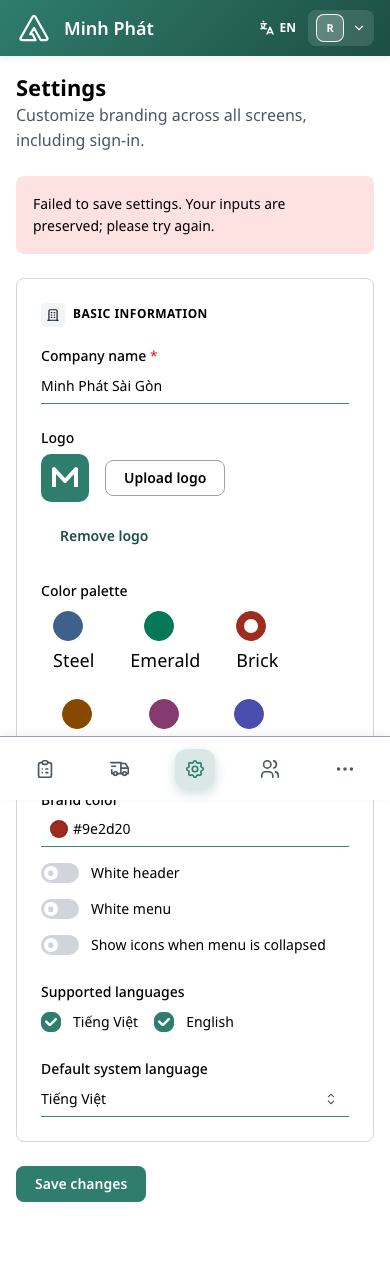 Minh Phát
EN
R
Settings
Customize branding across all screens,
including sign-in.
Failed to save settings. Your inputs are
preserved; please try again.
BASIC INFORMATION
Company name *
Minh Phát Sài Gòn
Logo
M
Upload logo
Remove logo
Color palette
Steel
Emerald
Brick
Brand color
#9e2d20
White header
White menu
Show icons when menu is collapsed
Supported languages
Tiếng Việt
English
Default system language
Tiếng Việt
Save changes